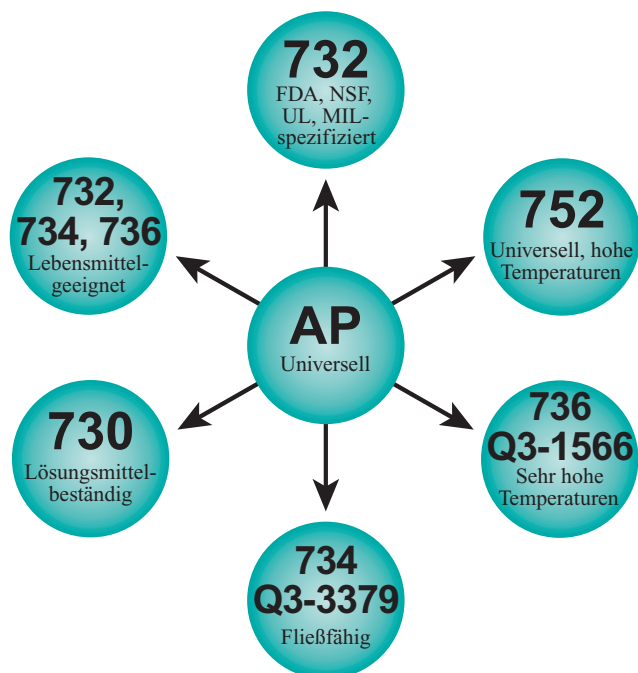 732
FDA, NSF,
UL, MIL-
spezifiziert
732,
734, 736
Lebensmittel-
geeignet
752
Universell, hohe
Temperaturen
AP
Universell
730
Lösungsmittel-
beständig
736
Q3-1566
Sehr hohe
Temperaturen
734
Q3-3379
Fließfähig